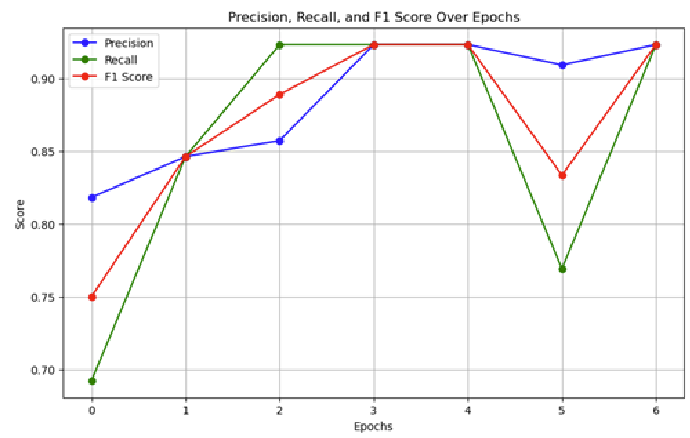 Precision, Recall, and F1 Score Over Epochs
Precision
Recall
F1 Score
0.90
0.85
0.80
0.75
0.70
Score
0 1 2 3 4 5 6
Epochs